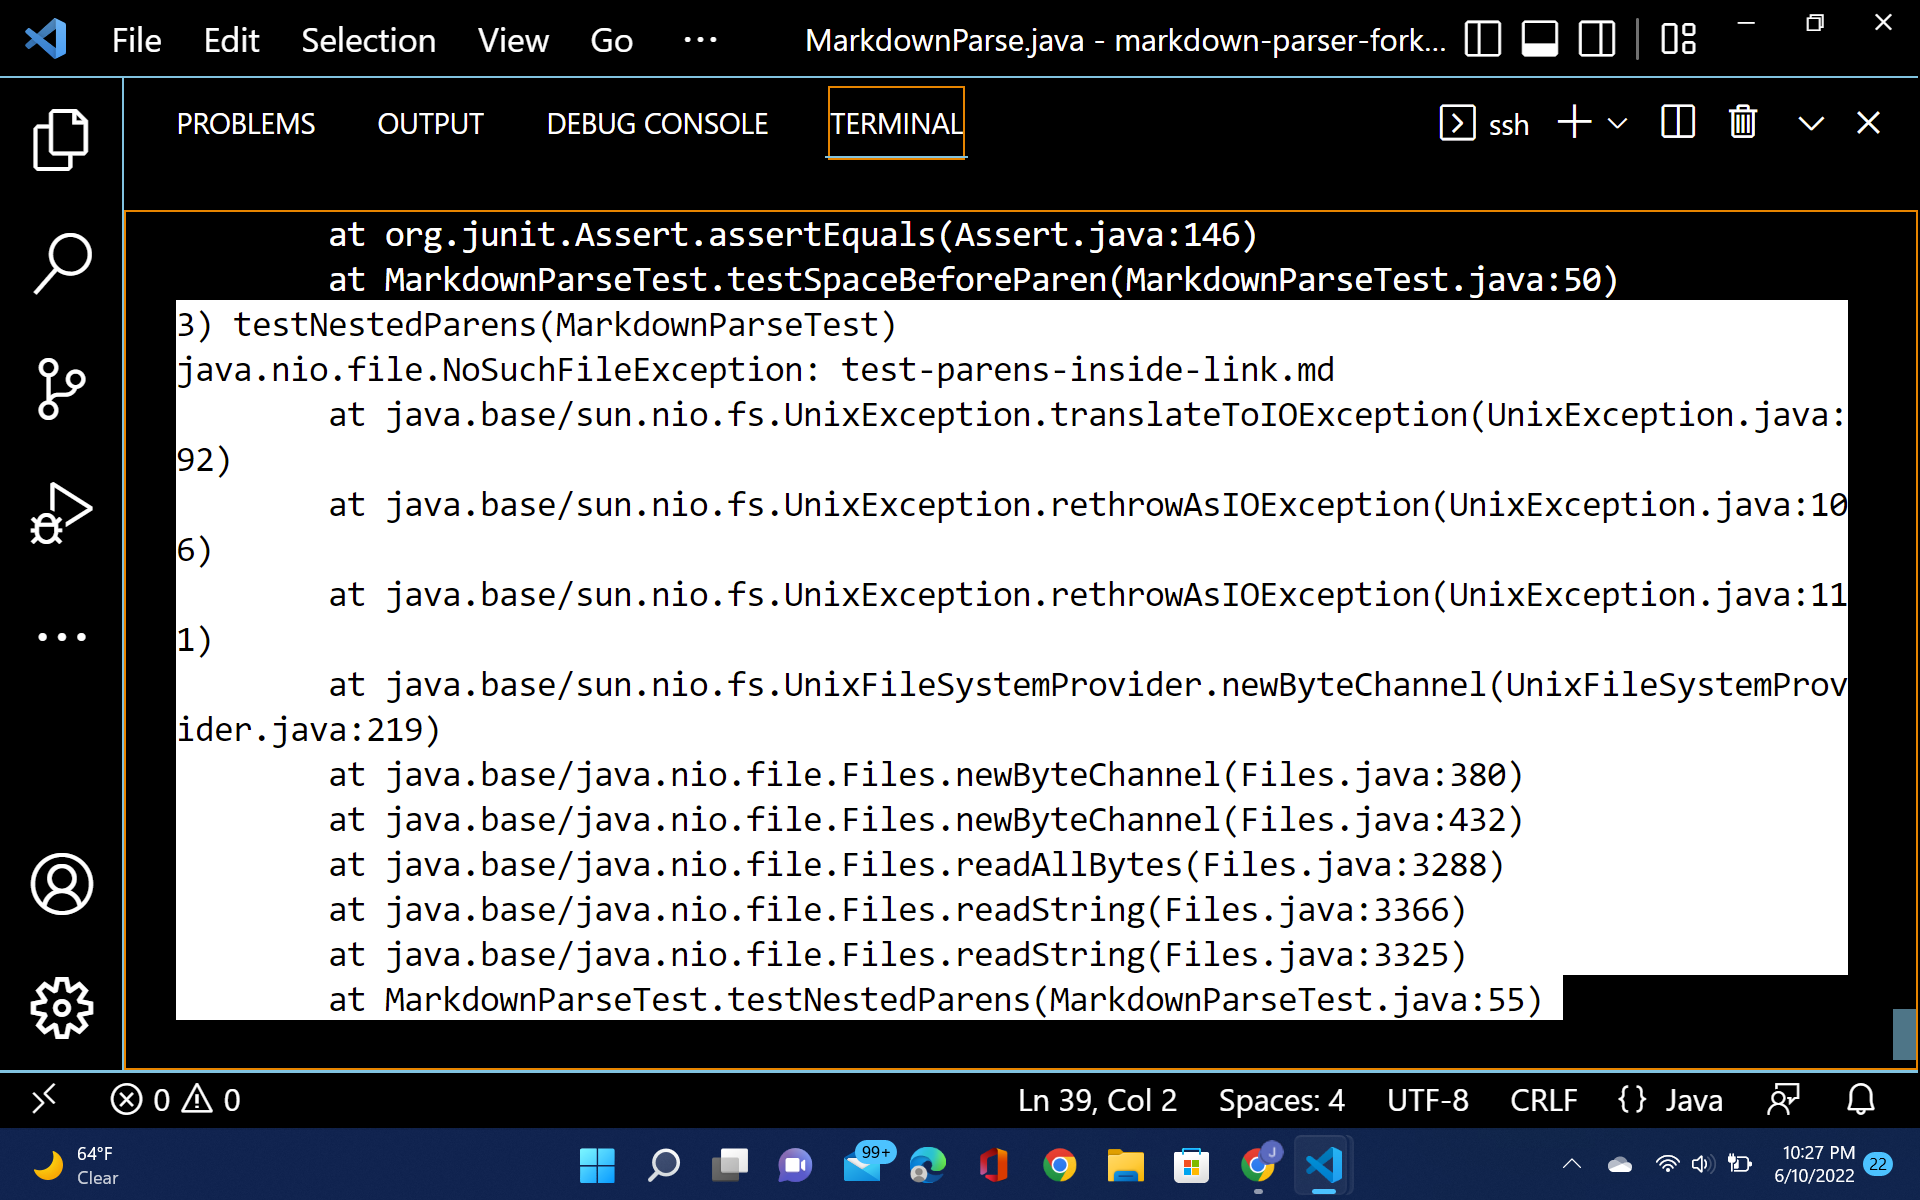 File Edit Selection View Go ... MarkdownParse.java - markdown-parser-fork...
PROBLEMS OUTPUT DEBUG CONSOLE TERMINAL ssh
at org.junit.Assert.assertEquals(Assert.java:146)
at MarkdownParseTest.testSpaceBeforeParen(MarkdownParseTest.java:50)
3) testNestedParens(MarkdownParseTest)
java.nio.file.NoSuchFileException: test-parens-inside-link.md
at java.base/sun.nio.fs.UnixException.translateToIOException(UnixException.java:
92)
at java.base/sun.nio.fs.UnixException.rethrowAsIOException(UnixException.java:10
6)
at java.base/sun.nio.fs.UnixException.rethrowAsIOException(UnixException.java:11
1)
at java.base/sun.nio.fs.UnixFileSystemProvider.newByteChannel(UnixFileSystemProv
ider.java:219)
at java.base/java.nio.file.Files.newByteChannel(Files.java:380)
at java.base/java.nio.file.Files.newByteChannel(Files.java:432)
at java.base/java.nio.file.Files.readAllBytes(Files.java:3288)
at java.base/java.nio.file.Files.readString(Files.java:3366)
at java.base/java.nio.file.Files.readString(Files.java:3325)
at MarkdownParseTest.testNestedParens(MarkdownParseTest.java:55)
0 0 Ln 39, Col 2 Spaces: 4 UTF-8 CRLF {} Java
64°F
Clear
99+
J
10:27 PM
6/10/2022
22